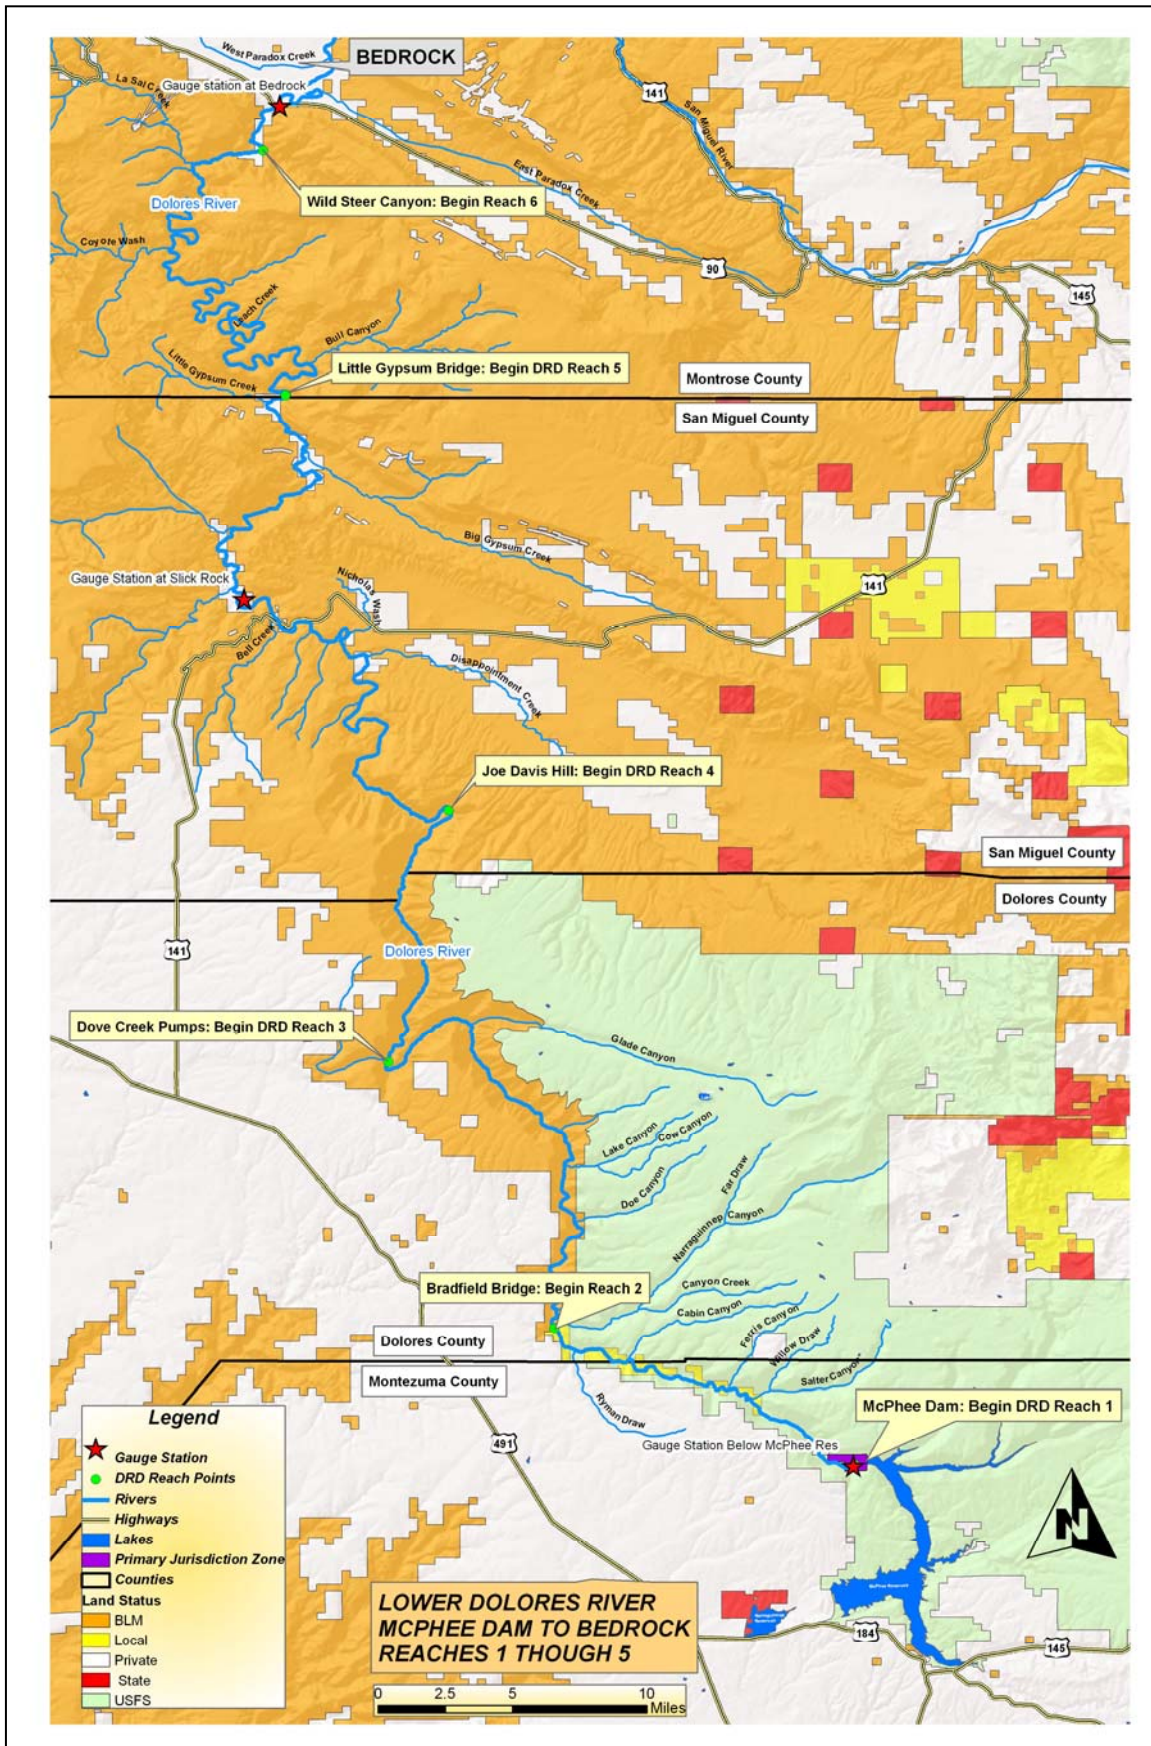 West Paradox Creek
BEDROCK
La Sal Creek
Gauge station at Bedrock
141
San Miguel River
East Paradox Creek
Wild Steer Canyon: Begin Reach 6
Dolores River
Coyote Wash
90
145
Leach Creek
Bull Canyon
Little Gypsum Creek
Little Gypsum Bridge: Begin DRD Reach 5
Montrose County
San Miguel County
Big Gypsum Creek
Gauge Station at Slick Rock
Nicholas Wash
141
Bell Creek
Disappointment Creek
Joe Davis Hill: Begin DRD Reach 4
San Miguel County
Dolores County
141
Dolores River
Dove Creek Pumps: Begin DRD Reach 3
Glade Canyon
Lake Canyon
Cow Canyon
Doe Canyon
Far Draw
Narraguinnep Canyon
Bradfield Bridge: Begin Reach 2
Canyon Creek
Cabin Canyon
Ferris Canyon
Willow Draw
Salter Canyon
Dolores County
Montezuma County
Ryman Draw
McPhee Dam: Begin DRD Reach 1
491
Gauge Station Below McPhee Res
Legend
Gauge Station
DRD Reach Points
Rivers
Highways
Lakes
Primary Jurisdiction Zone
Counties
Land Status
BLM
Local
Private
State
USFS
N
McPhee Reservoir
LOWER DOLORES RIVER
MCPHEE DAM TO BEDROCK
REACHES 1 THOUGH 5
184
145
0 2.5 5 10
Miles